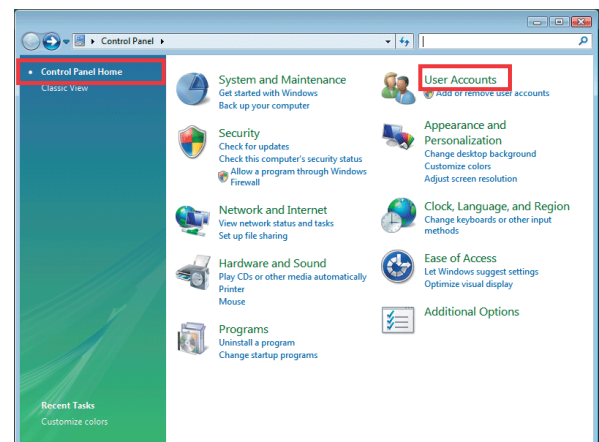 Control Panel
Control Panel Home
Classic View
System and Maintenance
Get started with Windows
Back up your computer
Security
Check for updates
Check this computer's security status
Allow a program through Windows
Firewall
Network and Internet
View network status and tasks
Set up file sharing
Hardware and Sound
Play CDs or other media automatically
Printer
Mouse
Programs
Uninstall a program
Change startup programs
User Accounts
Add or remove user accounts
Appearance and
Personalization
Change desktop background
Customize colors
Adjust screen resolution
Clock, Language, and Region
Change keyboards or other input
methods
Ease of Access
Let Windows suggest settings
Optimize visual display
Additional Options
Recent Tasks
Customize colors